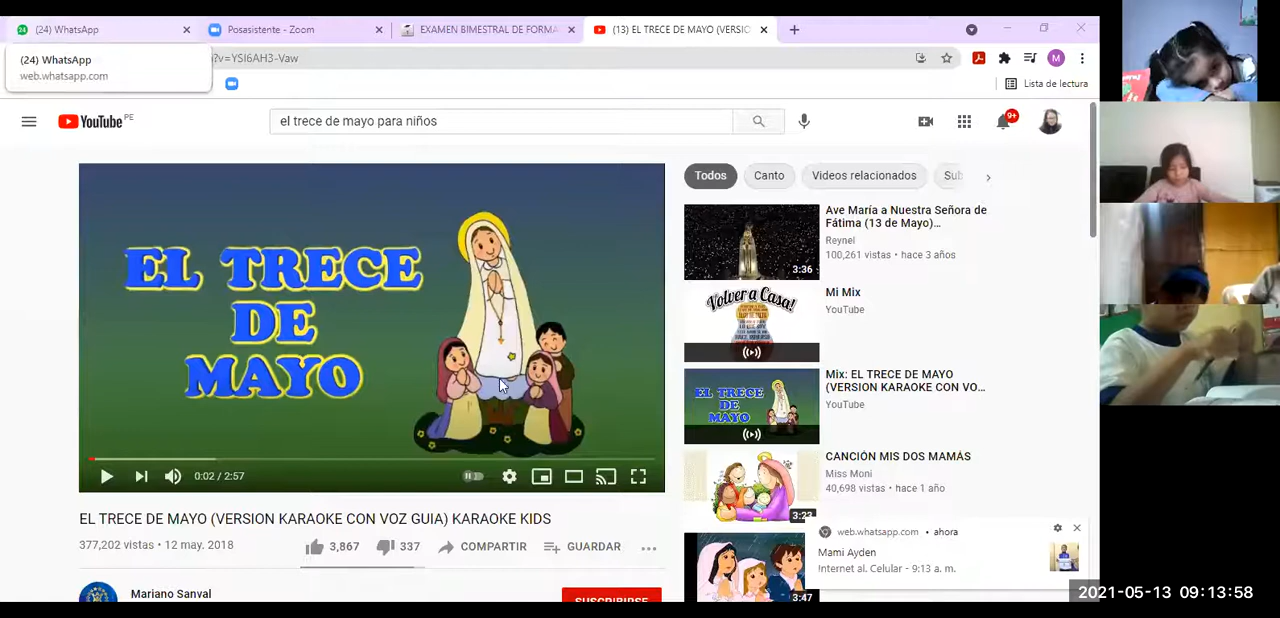 (24) WhatsApp
Posasistente - Zoom
EXAMEN BIMESTRAL DE FORMA
(13) EL TRECE DE MAYO (VERSIC
(24) WhatsApp
web.whatsapp.com
?v=YSI6AH3-Vaw
M
Lista de lectura
YouTube PE
el trece de mayo para niños
9+
EL TRECE
DE
MAYO
0:02 / 2:57
EL TRECE DE MAYO (VERSION KARAOKE CON VOZ GUIA) KARAOKE KIDS
377,202 vistas • 12 may. 2018
3,867
337
COMPARTIR
GUARDAR
Mariano Sanval
SUSCRIBIRSE
Todos
Canto
Videos relacionados
Sub
3:36
Ave María a Nuestra Señora de
Fátima (13 de Mayo)...
Reynei
100,261 vistas • hace 3 años
Volver a Casa!
Mi Mix
YouTube
EL TRECE
DE
MAYO
Mix: EL TRECE DE MAYO
(VERSION KARAOKE CON VO...
YouTube
3:23
CANCIÓN MIS DOS MAMÁS
Miss Moni
40,698 vistas • hace 1 año
3:47
web.whatsapp.com • ahora
Mami Ayden
Internet al. Celular - 9:13 a. m.
2021-05-13 09:13:58